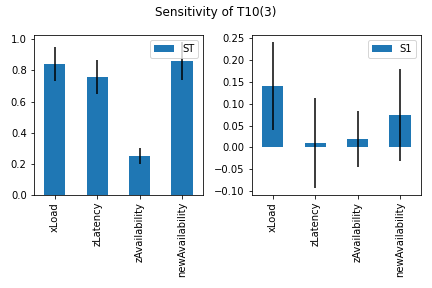 Sensitivity of T10(3)
ST
1.0
0.8
0.6
0.4
0.2
0.0
xLoad
zLatency
zAvailability
newAvailability
S1
0.25
0.20
0.15
0.10
0.05
0.00
−0.05
−0.10
xLoad
zLatency
zAvailability
newAvailability